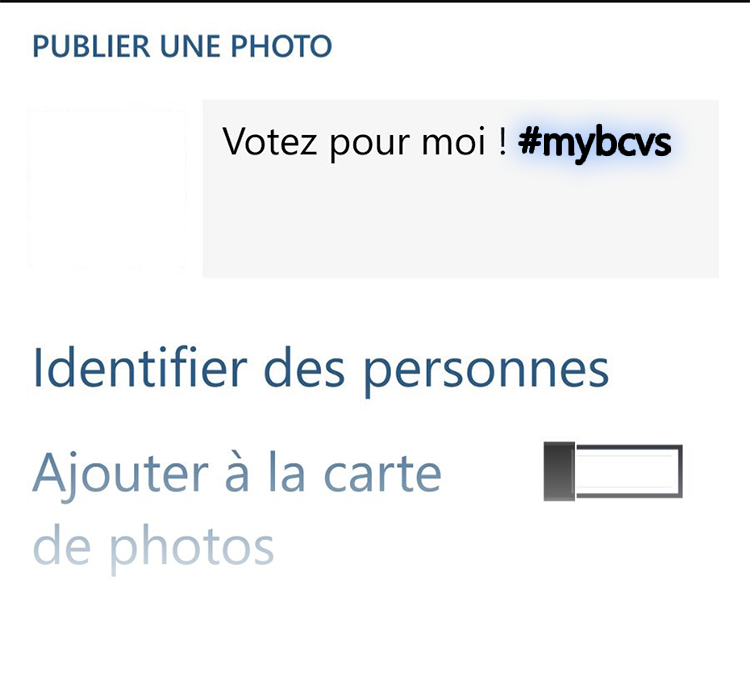 PUBLIER UNE PHOTO
Votez pour moi ! #mybcvs
Identifier des personnes
Ajouter à la carte
de photos